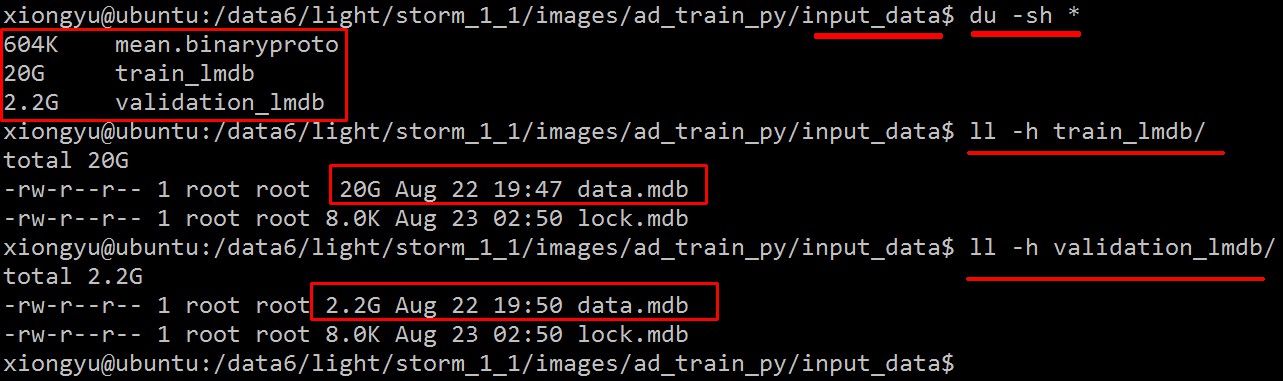 xiongyu@ubuntu:/data6/light/storm_1_1/images/ad_train_py/input_data$ du -sh *
604K    mean.binaryproto
20G     train_lmdb
2.2G    validation_lmdb
xiongyu@ubuntu:/data6/light/storm_1_1/images/ad_train_py/input_data$ ll -h train_lmdb/
total 20G
-rw-r--r-- 1 root root  20G Aug 22 19:47 data.mdb
-rw-r--r-- 1 root root 8.0K Aug 23 02:50 lock.mdb
xiongyu@ubuntu:/data6/light/storm_1_1/images/ad_train_py/input_data$ ll -h validation_lmdb/
total 2.2G
-rw-r--r-- 1 root root 2.2G Aug 22 19:50 data.mdb
-rw-r--r-- 1 root root 8.0K Aug 23 02:50 lock.mdb
xiongyu@ubuntu:/data6/light/storm_1_1/images/ad_train_py/input_data$